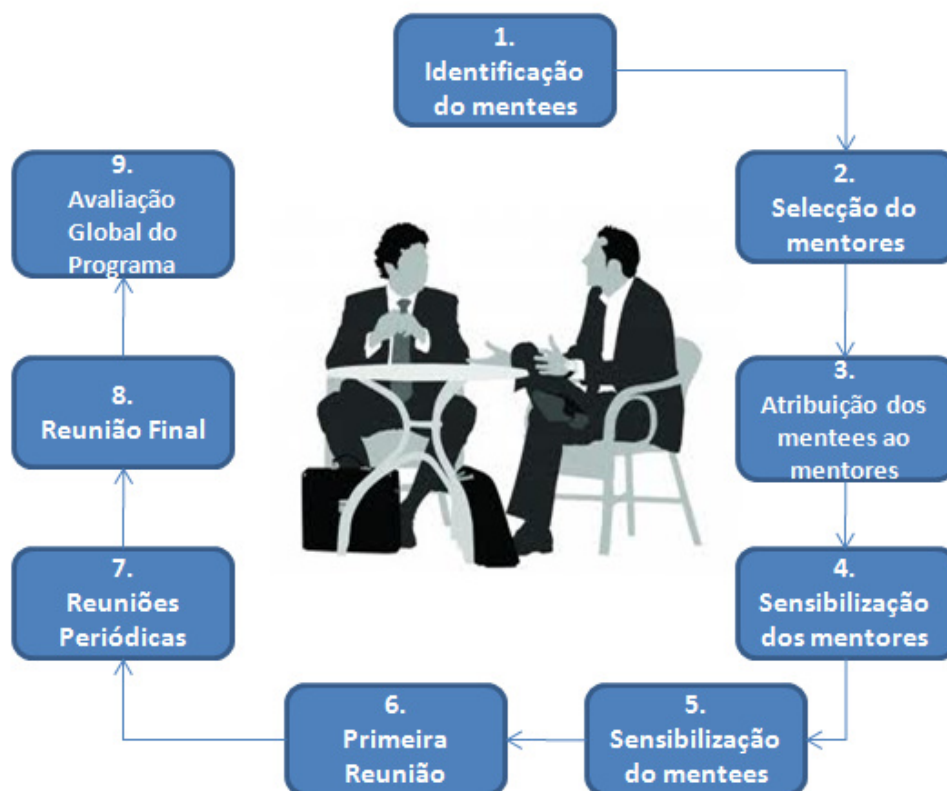 1.
Identificação
do mentees
2.
Selecção do
mentores
3.
Atribuição dos
mentees ao
mentores
4.
Sensibilização
dos mentores
5.
Sensibilização
do mentees
6.
Primeira
Reunião
7.
Reuniões
Periódicas
8.
Reunião Final
9.
Avaliação
Global do
Programa